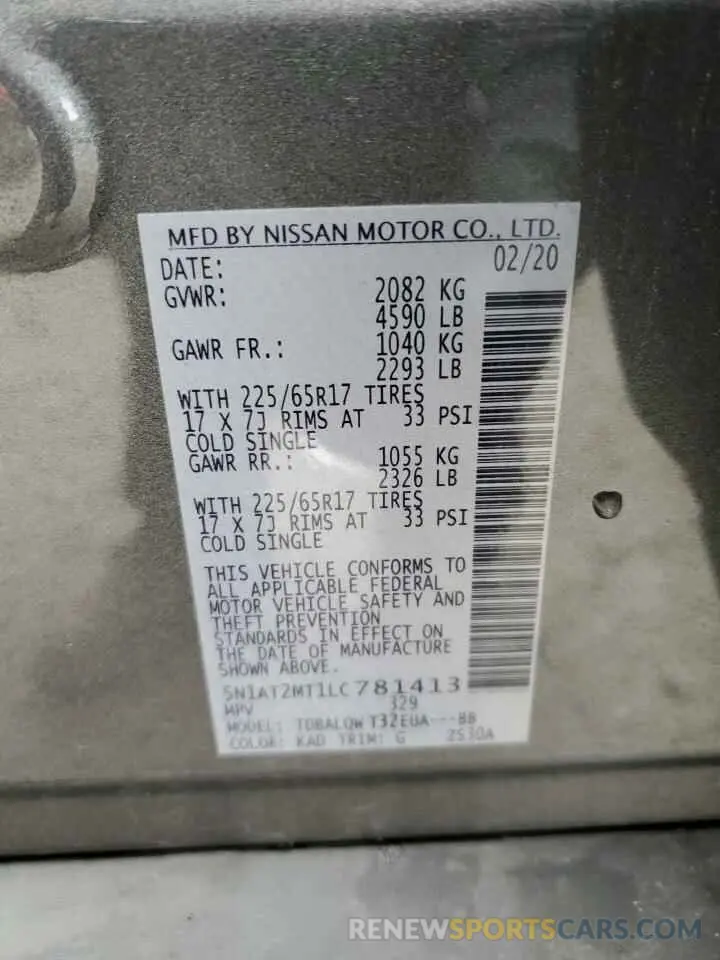 MFD BY NISSAN MOTOR CO., LTD.
DATE: 02/20
GVWR: 2082 KG
4590 LB
GAWR FR.: 1040 KG
2293 LB
WITH 225/65R17 TIRES
17 X 7J RIMS AT 33 PSI
COLD SINGLE
GAWR RR.: 1055 KG
2326 LB
WITH 225/65R17 TIRES
17 X 7J RIMS AT 33 PSI
COLD SINGLE
THIS VEHICLE CONFORMS TO
ALL APPLICABLE FEDERAL
MOTOR VEHICLE SAFETY AND
THEFT PREVENTION
STANDARDS IN EFFECT ON
THE DATE OF MANUFACTURE
SHOWN ABOVE.
5N1AT2MT1LC781413
MPV 329
MODEL: TDBALQW T32EUA---BB
COLOR: KAD TRIM: G 2S30A
RENEWSPORTSCARS.COM